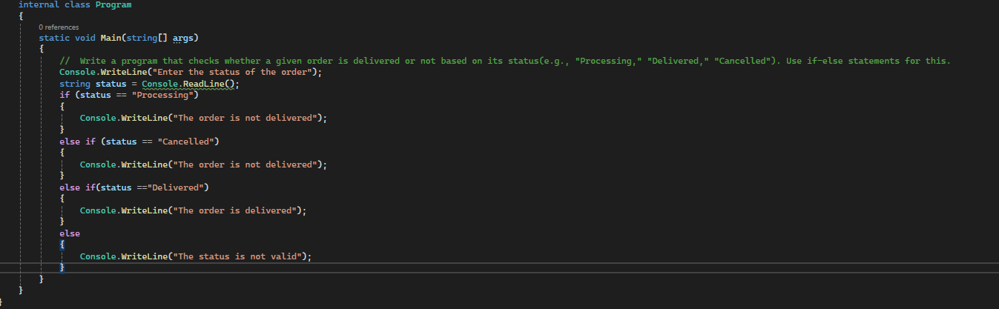 internal class Program
{
0 references
static void Main(string[] args)
{
// Write a program that checks whether a given order is delivered or not based on its status(e.g., "Processing," "Delivered," "Cancelled"). Use if-else statements for this.
Console.WriteLine("Enter the status of the order");
string status = Console.ReadLine();
if (status == "Processing")
{
Console.WriteLine("The order is not delivered");
}
else if (status == "Cancelled")
{
Console.WriteLine("The order is not delivered");
}
else if(status =="Delivered")
{
Console.WriteLine("The order is delivered");
}
else
{
Console.WriteLine("The status is not valid");
}
}
}
}